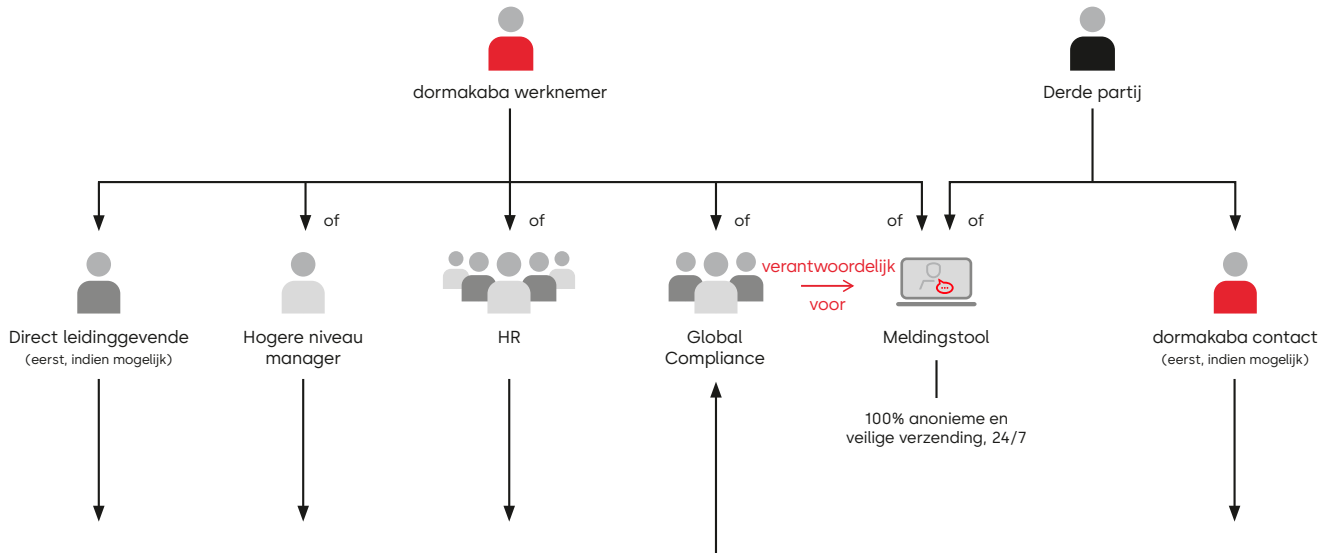 dormakaba werknemer
Derde partij
of
of
of
of
of
verantwoordelijk
voor
Direct leidinggevende
(eerst, indien mogelijk)
Hogere niveau
manager
HR
Global
Compliance
Meldingstool
dormakaba contact
(eerst, indien mogelijk)
100% anonieme en
veilige verzending, 24/7